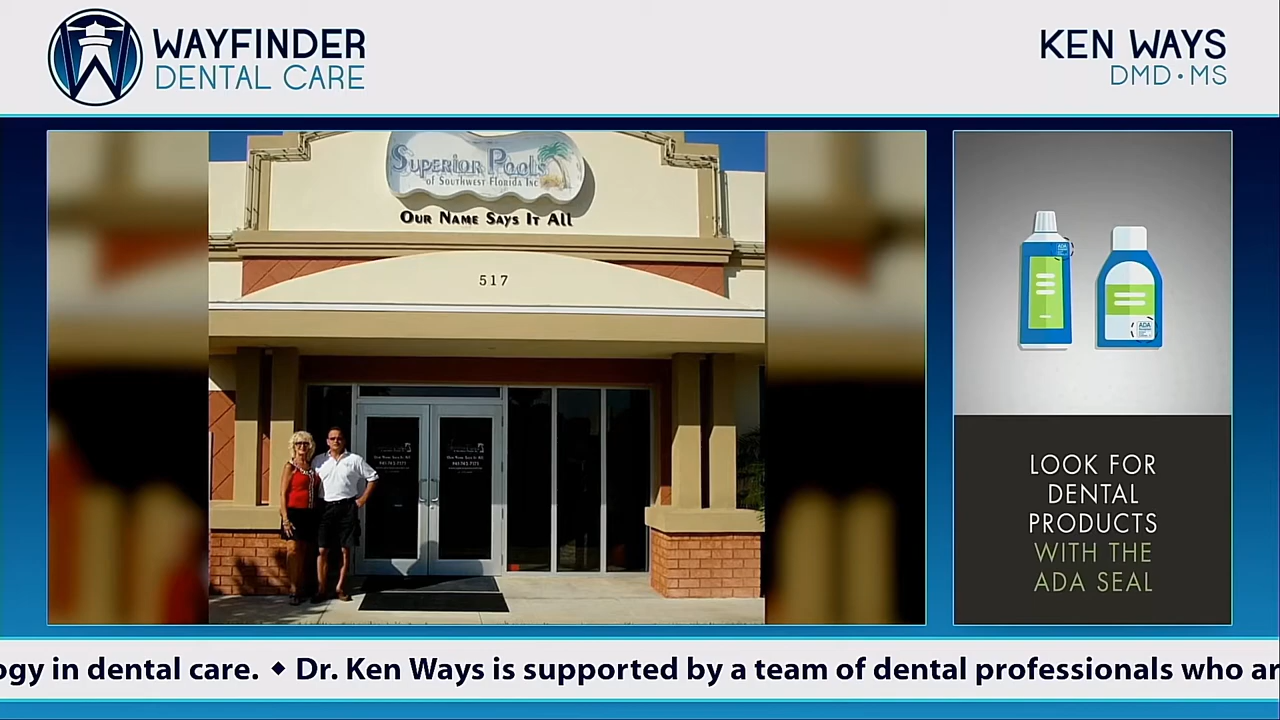 WAYFINDER
DENTAL CARE
KEN WAYS
DMD•MS
Superior Pools
of Southwest Florida Inc
Our Name Says It All
517
ADA
ADA
LOOK FOR
DENTAL
PRODUCTS
WITH THE
ADA SEAL
ogy in dental care. ◆ Dr. Ken Ways is supported by a team of dental professionals who ar